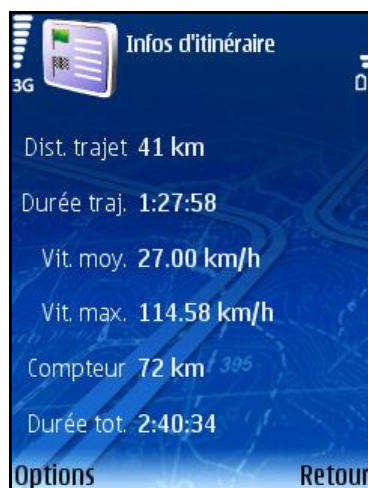 Infos d'itinéraire
3G
Dist. trajet 41 km
Durée traj. 1:27:58
Vit. moy. 27.00 km/h
Vit. max. 114.58 km/h
Compteur 72 km
395
Durée tot. 2:40:34
Options Retour